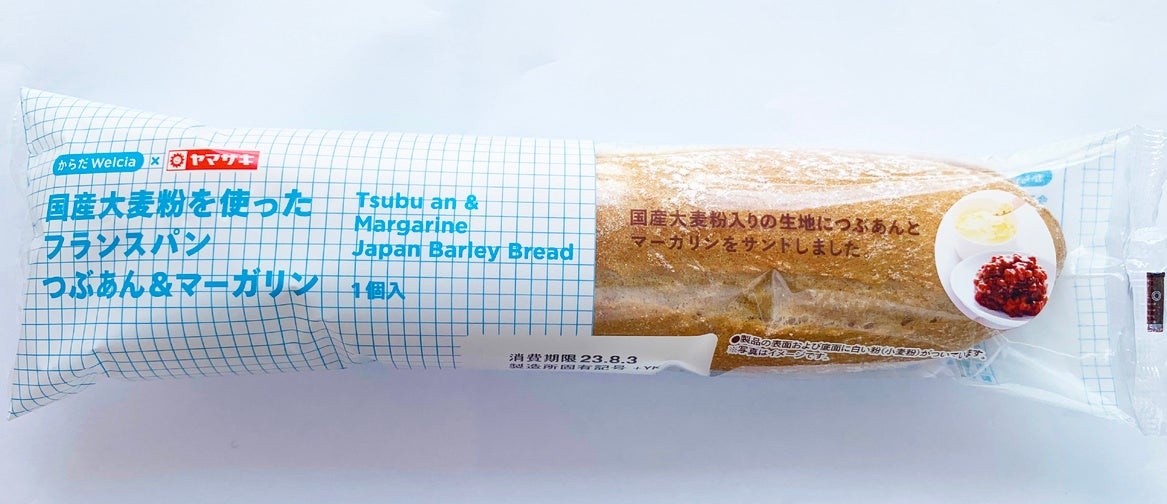 からだWelcia × ヤマザキ
国産大麦粉を使った
フランスパン
つぶあん&マーガリン
Tsubu an &
Margarine
Japan Barley Bread
1個入
国産大麦粉入りの生地につぶあんと
マーガリンをサンドしました
消費期限 23.8.3
製造所固有記号 +YK
●製品の表面および底面に白い粉(小麦粉)がついています。
※写真はイメージです。